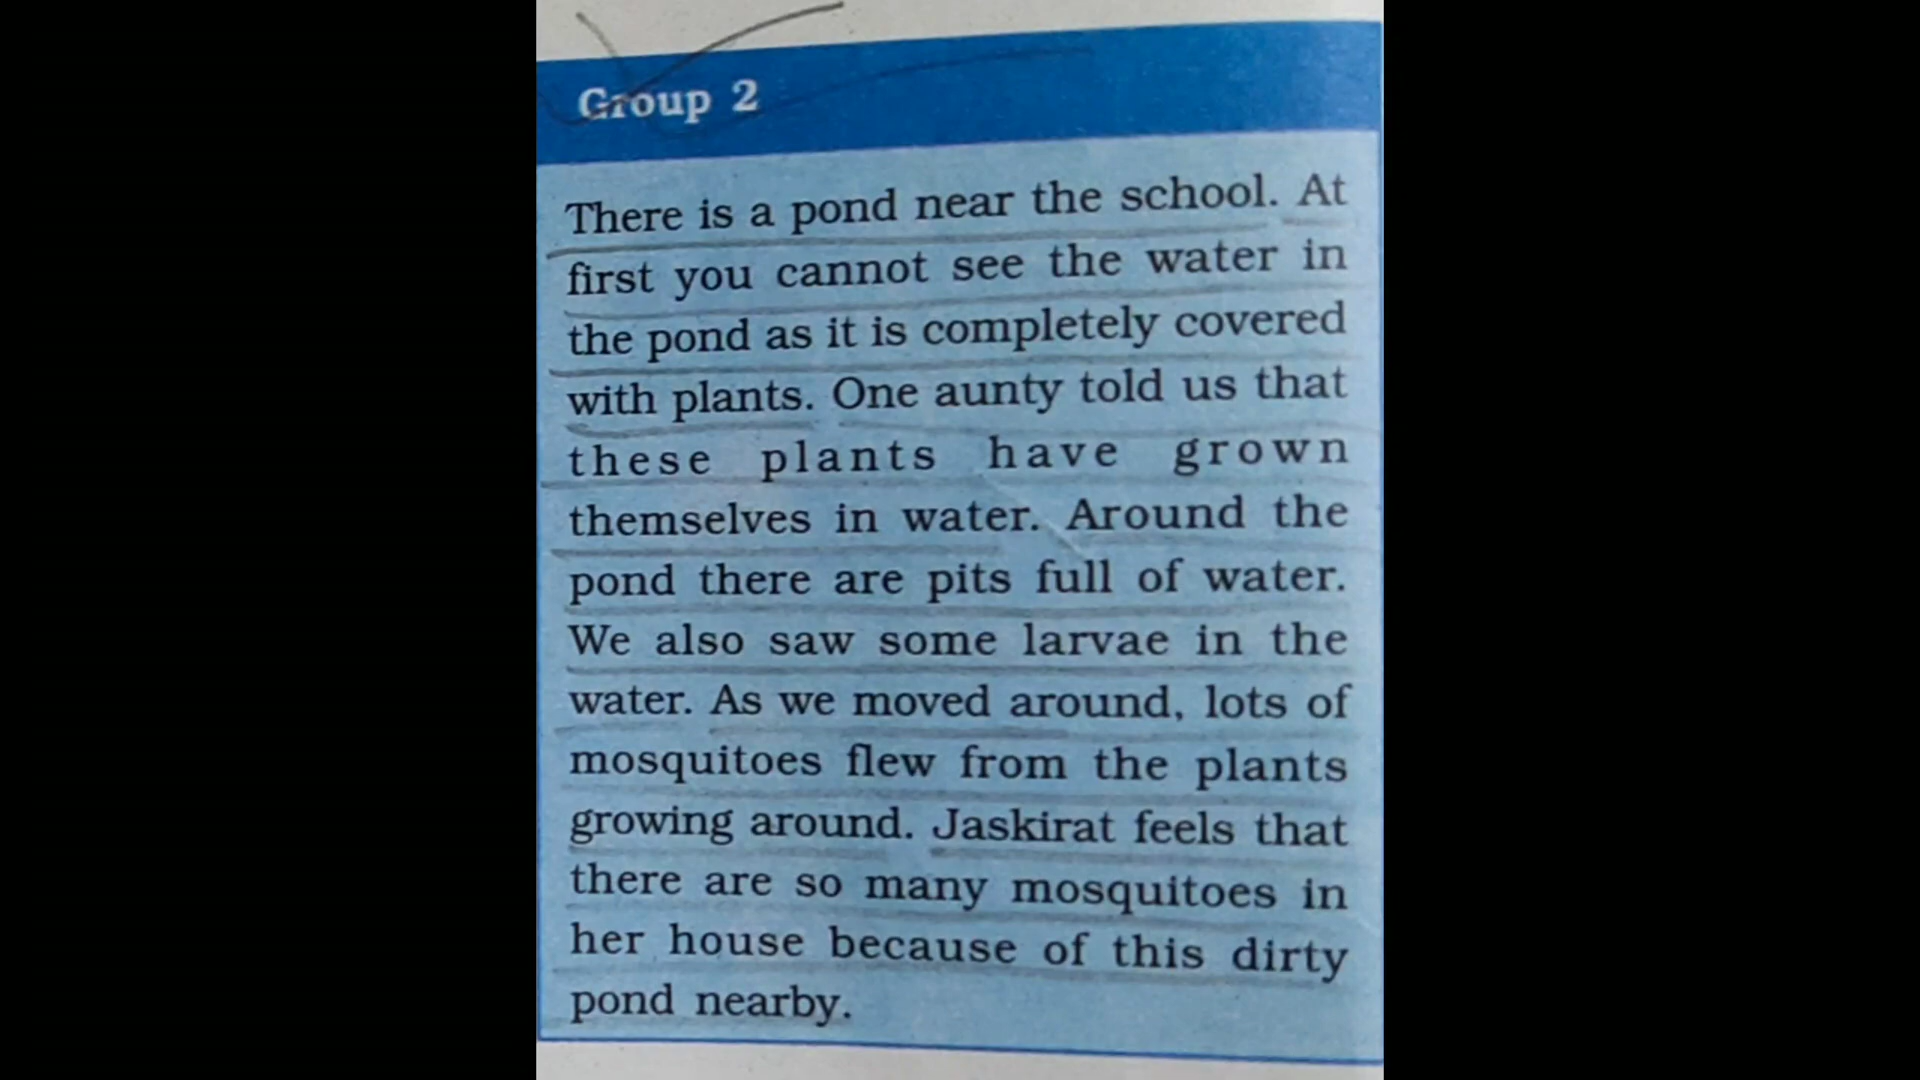 Group 2
There is a pond near the school. At
first you cannot see the water in
the pond as it is completely covered
with plants. One aunty told us that
these plants have grown
themselves in water. Around the
pond there are pits full of water.
We also saw some larvae in the
water. As we moved around, lots of
mosquitoes flew from the plants
growing around. Jaskirat feels that
there are so many mosquitoes in
her house because of this dirty
pond nearby.